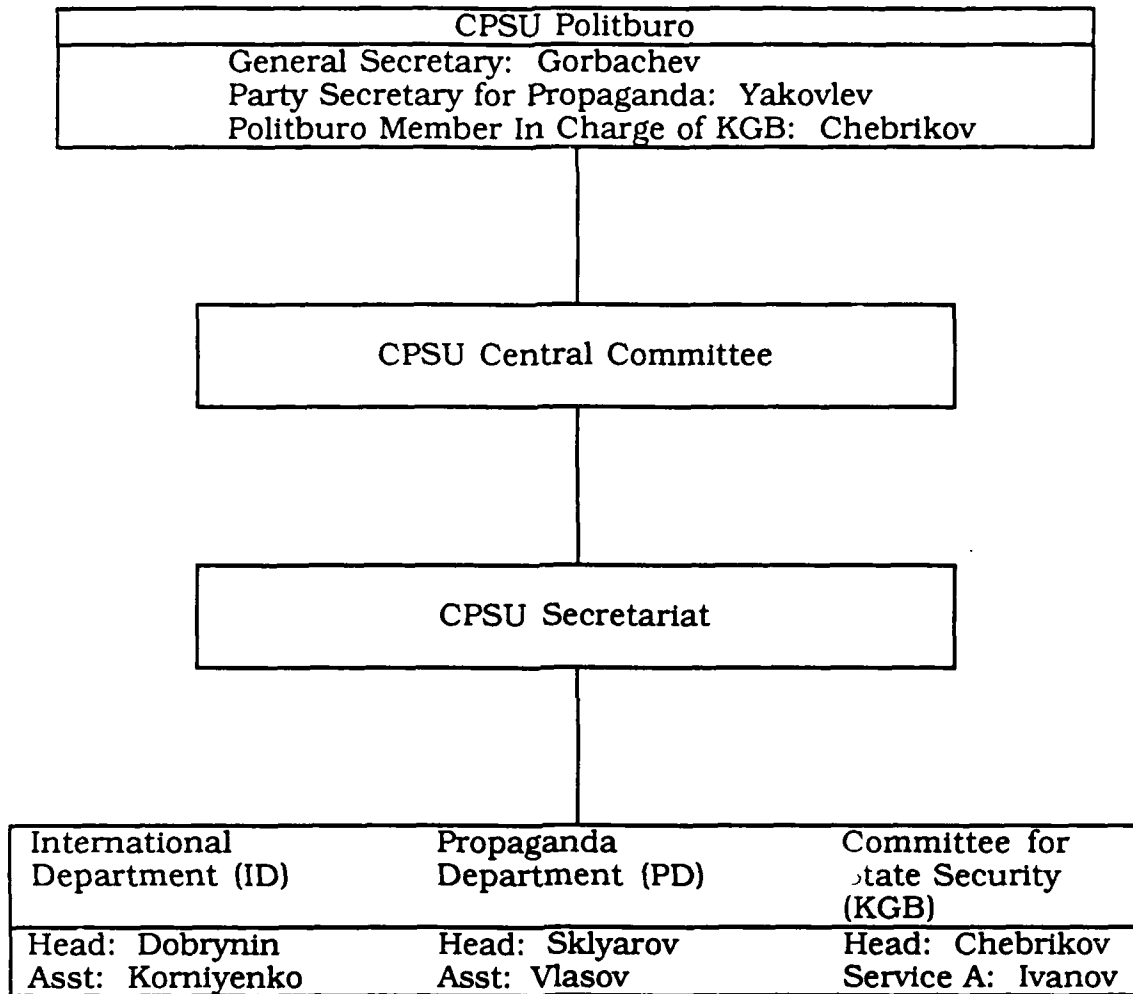 CPSU Politburo
General Secretary: Gorbachev
Party Secretary for Propaganda: Yakovlev
Politburo Member In Charge of KGB: Chebrikov
CPSU Central Committee
CPSU Secretariat
International
Department (ID)
Propaganda
Department (PD)
Committee for
State Security
(KGB)
Head: Dobrynin
Asst: Korniyenko
Head: Sklyarov
Asst: Vlasov
Head: Chebrikov
Service A: Ivanov